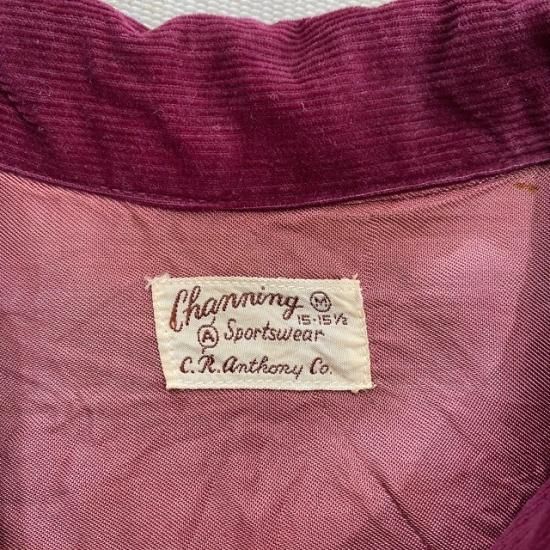 Channing M
15-15½
A Sportswear
C.R. Anthony Co.